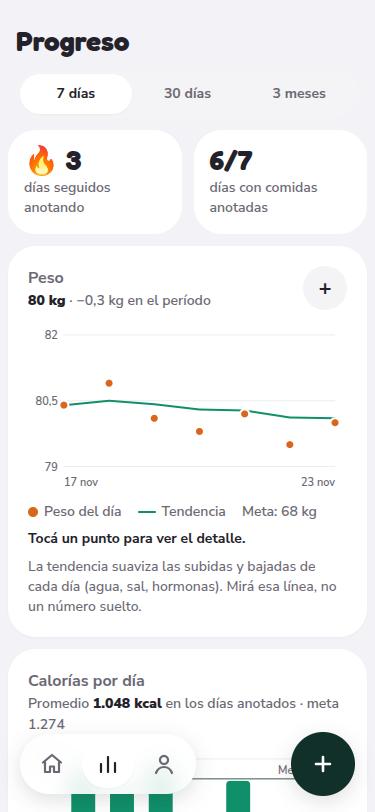 Progreso
7 días
30 días
3 meses
3
días seguidos
anotando
6/7
días con comidas
anotadas
Peso
80 kg · −0,3 kg en el período
+
82
80,5
79
17 nov
23 nov
Peso del día
Tendencia
Meta: 68 kg
Tocá un punto para ver el detalle.
La tendencia suaviza las subidas y bajadas de
cada día (agua, sal, hormonas). Mirá esa línea, no
un número suelto.
Calorías por día
Promedio 1.048 kcal en los días anotados · meta
1.274
+